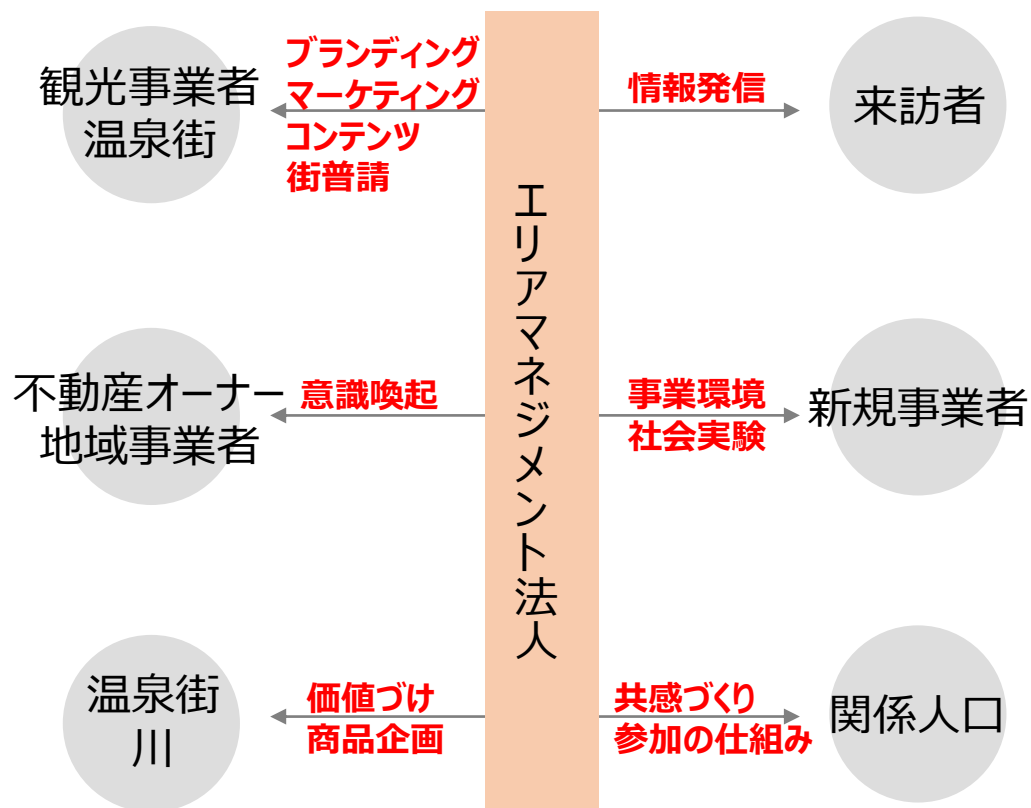 観光事業者
温泉街
ブランディング
マーケティング
コンテンツ
街普請
情報発信
来訪者
エリアマネジメント法人
不動産オーナー
地域事業者
意識喚起
事業環境
社会実験
新規事業者
温泉街
川
価値づけ
商品企画
共感づくり
参加の仕組み
関係人口